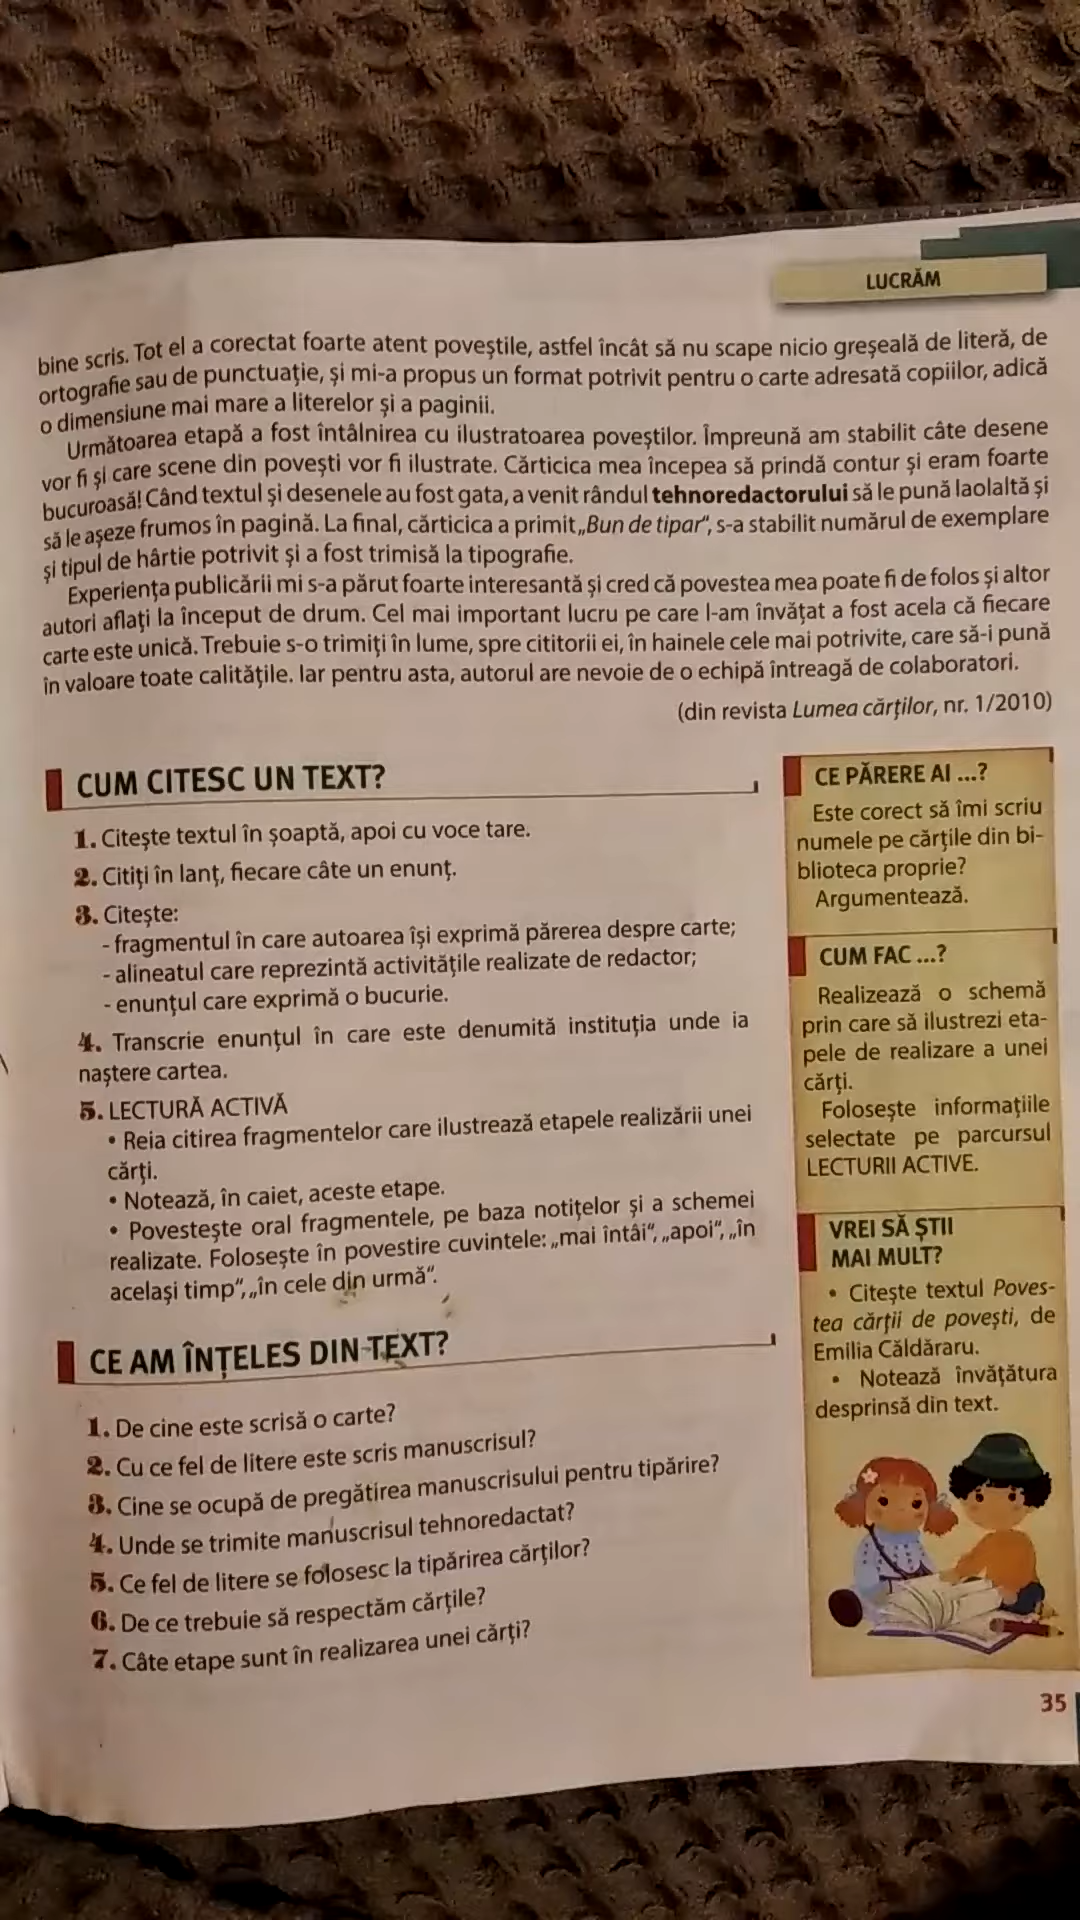 LUCRĂM
bine scris. Tot el a corectat foarte atent poveştile, astfel încât să nu scape nicio greşeală de literă, de
ortografie sau de punctuaţie, şi mi-a propus un format potrivit pentru o carte adresată copiilor, adică
o dimensiune mai mare a literelor şi a paginii.
Următoarea etapă a fost întâlnirea cu ilustratoarea poveştilor. Împreună am stabilit câte desene
vor fi şi care scene din poveşti vor fi ilustrate. Cărticica mea începea să prindă contur şi eram foarte
bucuroasă! Când textul şi desenele au fost gata, a venit rândul tehnoredactorului să le pună laolaltă şi
să le aşeze frumos în pagină. La final, cărticica a primit „Bun de tipar“, s-a stabilit numărul de exemplare
şi tipul de hârtie potrivit şi a fost trimisă la tipografie.
Experienţa publicării mi s-a părut foarte interesantă şi cred că povestea mea poate fi de folos şi altor
autori aflaţi la început de drum. Cel mai important lucru pe care l-am învăţat a fost acela că fiecare
carte este unică. Trebuie s-o trimiţi în lume, spre cititorii ei, în hainele cele mai potrivite, care să-i pună
în valoare toate calităţile. Iar pentru asta, autorul are nevoie de o echipă întreagă de colaboratori.
(din revista Lumea cărţilor, nr. 1/2010)
CUM CITESC UN TEXT?
1. Citeşte textul în şoaptă, apoi cu voce tare.
2. Citiţi în lanţ, fiecare câte un enunţ.
3. Citeşte:
- fragmentul în care autoarea îşi exprimă părerea despre carte;
- alineatul care reprezintă activităţile realizate de redactor;
- enunţul care exprimă o bucurie.
4. Transcrie enunţul în care este denumită instituţia unde ia
naştere cartea.
5. LECTURĂ ACTIVĂ
• Reia citirea fragmentelor care ilustrează etapele realizării unei
cărţi.
• Notează, în caiet, aceste etape.
• Povesteşte oral fragmentele, pe baza notiţelor şi a schemei
realizate. Foloseşte în povestire cuvintele: „mai întâi“, „apoi“, „în
acelaşi timp“, „în cele din urmă“.
CE AM ÎNŢELES DIN TEXT?
1. De cine este scrisă o carte?
2. Cu ce fel de litere este scris manuscrisul?
3. Cine se ocupă de pregătirea manuscrisului pentru tipărire?
4. Unde se trimite manuscrisul tehnoredactat?
5. Ce fel de litere se folosesc la tipărirea cărţilor?
6. De ce trebuie să respectăm cărţile?
7. Câte etape sunt în realizarea unei cărţi?
CE PĂRERE AI ...?
Este corect să îmi scriu
numele pe cărţile din bi-
blioteca proprie?
Argumentează.
CUM FAC ...?
Realizează o schemă
prin care să ilustrezi eta-
pele de realizare a unei
cărţi.
Foloseşte informaţiile
selectate pe parcursul
LECTURII ACTIVE.
VREI SĂ ŞTII
MAI MULT?
• Citeşte textul Poves-
tea cărţii de poveşti, de
Emilia Căldăraru.
• Notează învăţătura
desprinsă din text.
35